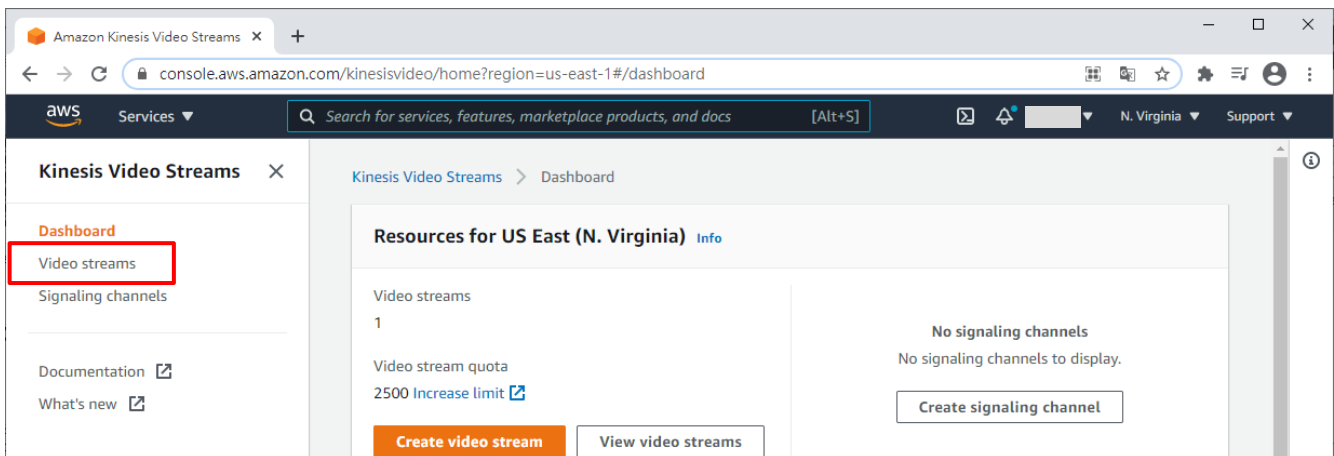 Amazon Kinesis Video Streams
console.aws.amazon.com/kinesisvideo/home?region=us-east-1#/dashboard
aws Services ▼ Search for services, features, marketplace products, and docs [Alt+S] N. Virginia ▼ Support ▼
Kinesis Video Streams
Kinesis Video Streams > Dashboard
Dashboard
Video streams
Signaling channels
Documentation
What's new
Resources for US East (N. Virginia) Info
Video streams
1
Video stream quota
2500 Increase limit
Create video stream View video streams
No signaling channels
No signaling channels to display.
Create signaling channel